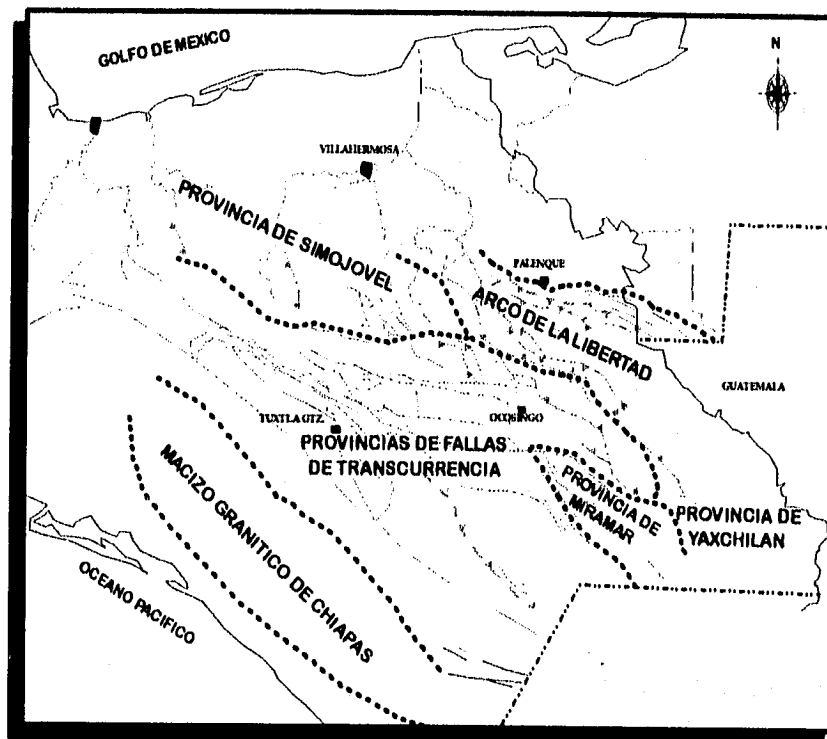 GOLFO DE MEXICO
N
VILLAHERMOSA
PROVINCIA DE SIMOJOVEL
PALENQUE
ARCO DE LA LIBERTAD
GUATEMALA
TUXTLA GTZ.
OCOSINGO
PROVINCIAS DE FALLAS
DE TRANSCURRENCIA
PROVINCIA DE
MIRAMAR
PROVINCIA DE
YAXCHILAN
MACIZO GRANITICO DE CHIAPAS
OCEANO PACIFICO